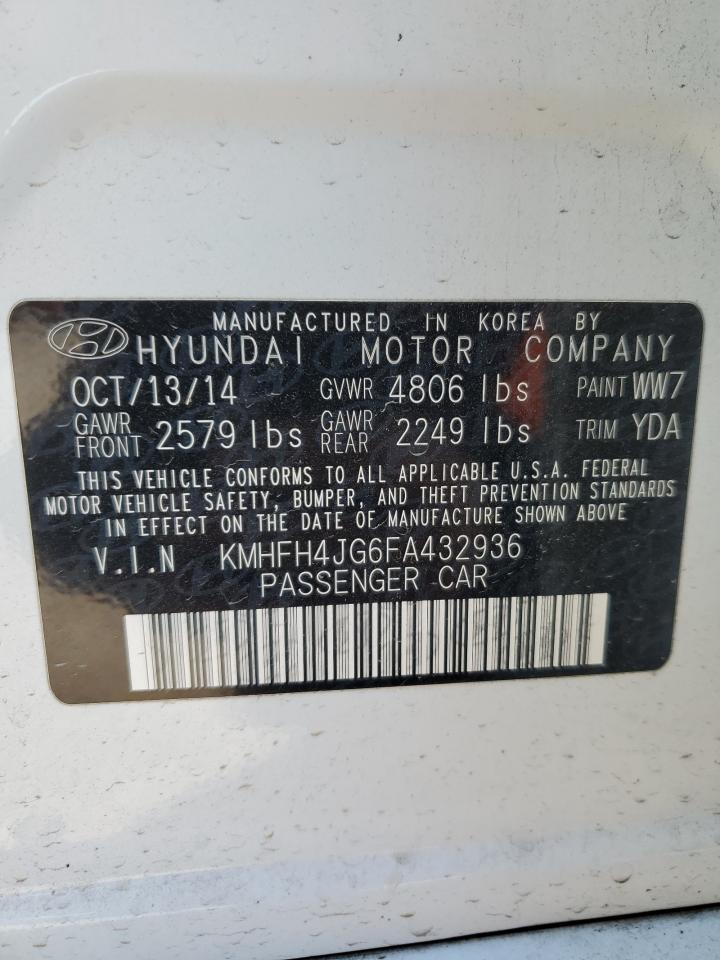 MANUFACTURED IN KOREA BY
HYUNDAI MOTOR COMPANY
OCT/13/14 GVWR 4806 lbs PAINT WW7
GAWR FRONT 2579 lbs GAWR REAR 2249 lbs TRIM YDA
THIS VEHICLE CONFORMS TO ALL APPLICABLE U.S.A. FEDERAL
MOTOR VEHICLE SAFETY, BUMPER, AND THEFT PREVENTION STANDARDS
IN EFFECT ON THE DATE OF MANUFACTURE SHOWN ABOVE
V.I.N KMHFH4JG6FA432936
PASSENGER CAR